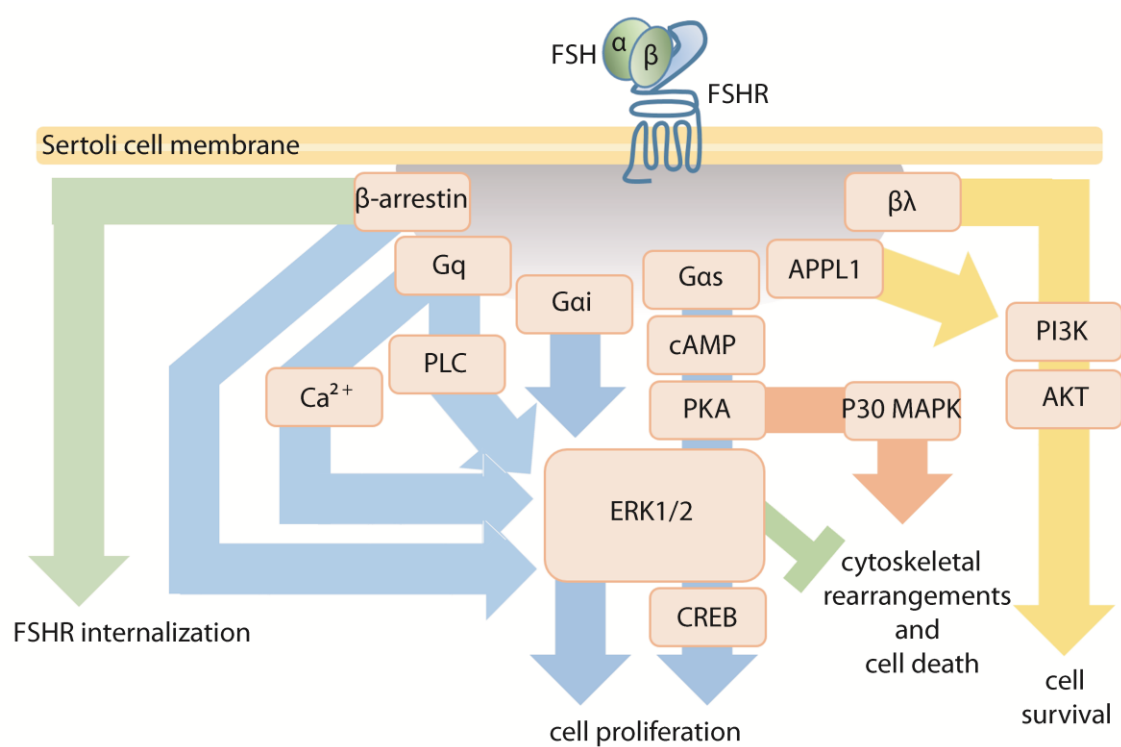 FSH
α
β
FSHR
Sertoli cell membrane
β-arrestin
βλ
Gq
Gαi
Gαs
APPL1
PLC
cAMP
PI3K
Ca²⁺
PKA
P30 MAPK
AKT
ERK1/2
CREB
FSHR internalization
cytoskeletal
rearrangements
and
cell death
cell
survival
cell proliferation